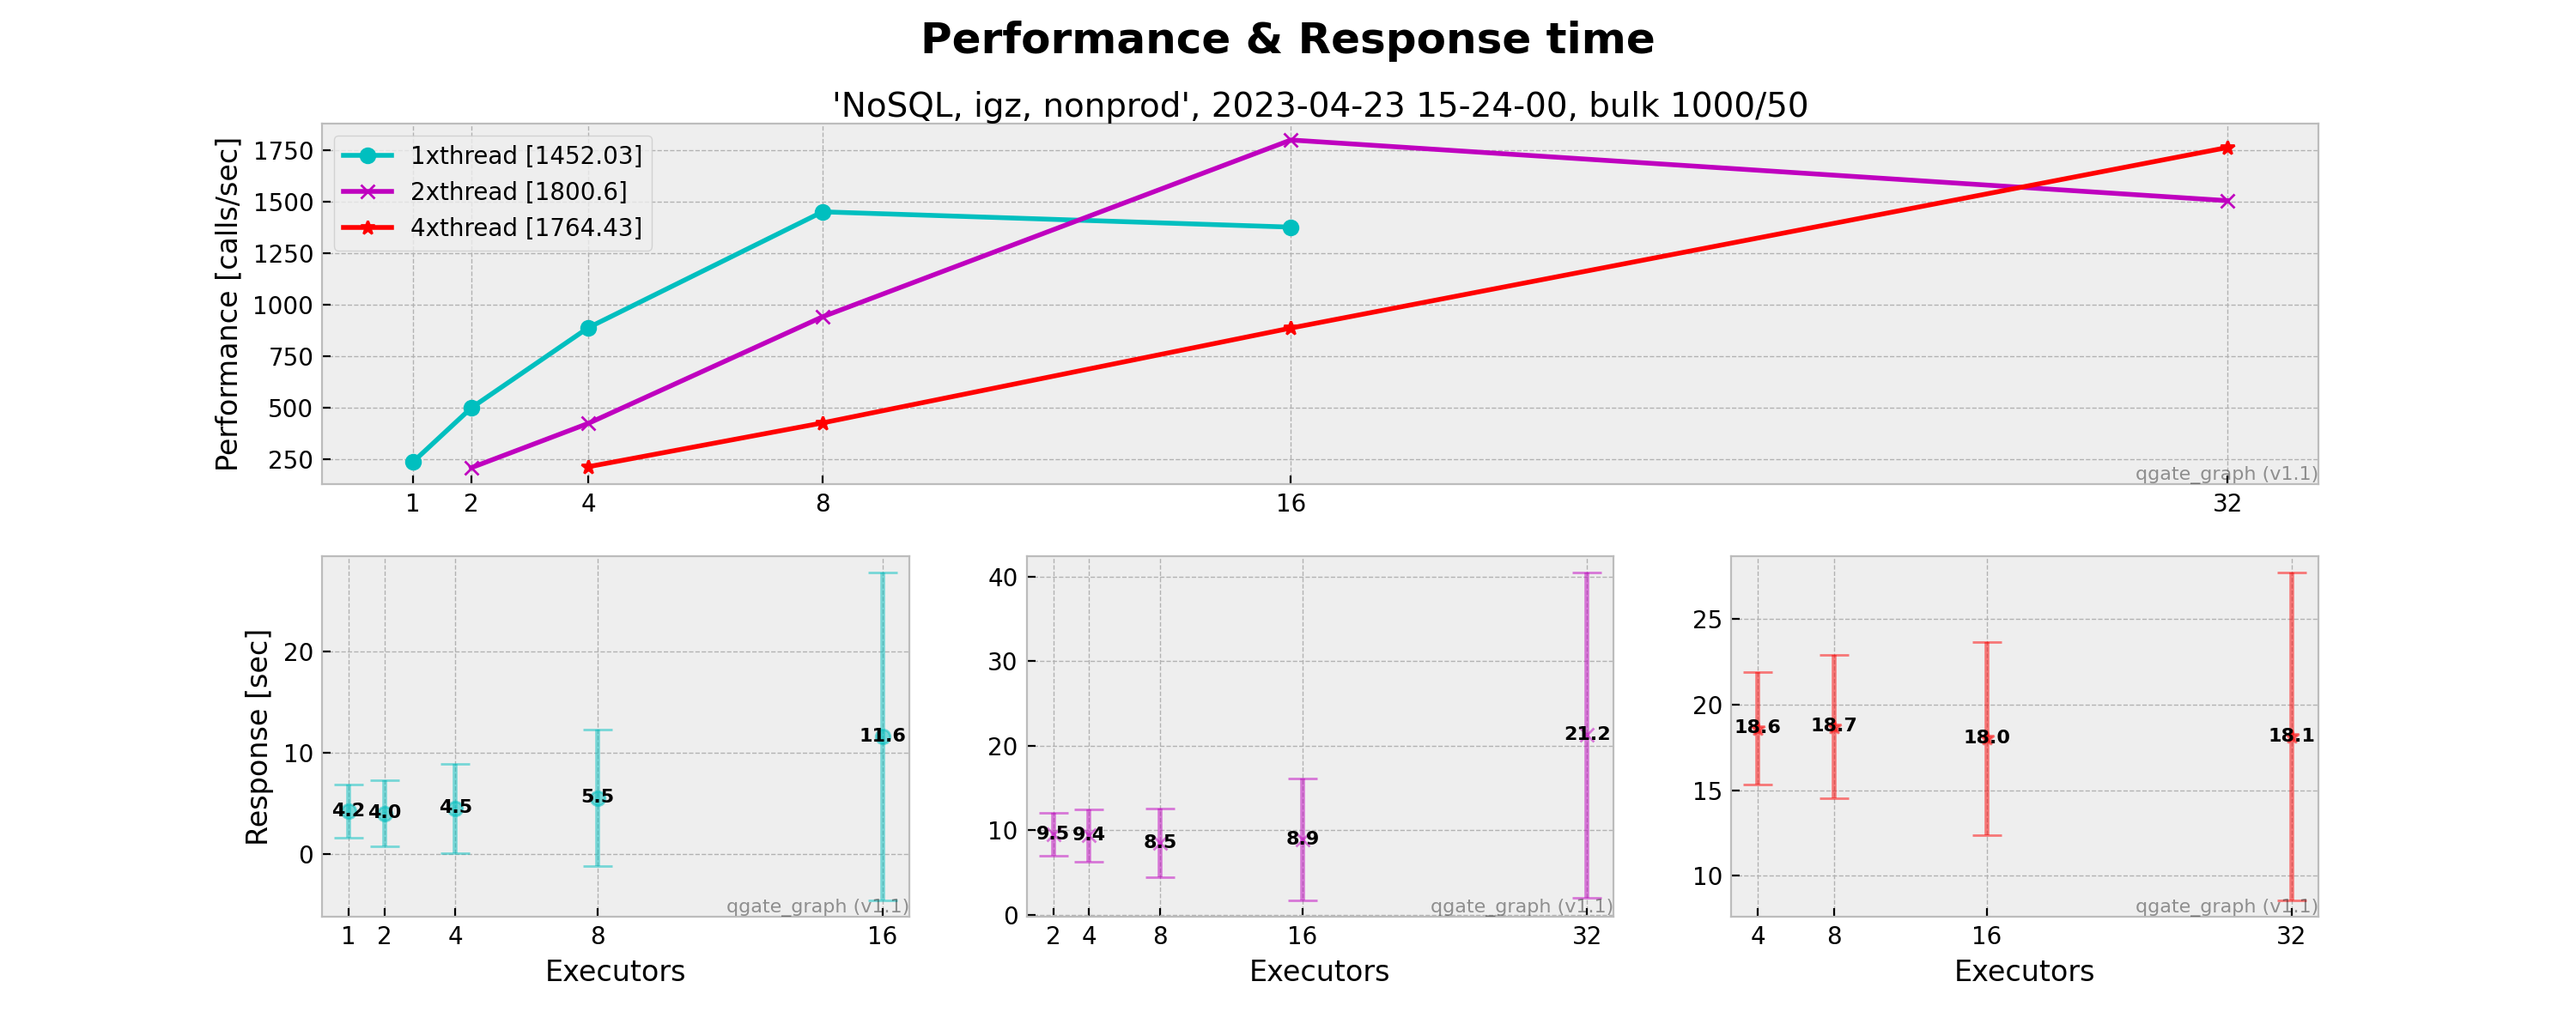 Performance & Response time
'NoSQL, igz, nonprod', 2023-04-23 15-24-00, bulk 1000/50
Performance [calls/sec]
1750
1500
1250
1000
750
500
250
1xthread [1452.03]
2xthread [1800.6]
4xthread [1764.43]
qgate_graph (v1.1)
1 2 4 8 16 32
Response [sec]
20
10
0
4.2 4.0 4.5 5.5 11.6
qgate_graph (v1.1)
1 2 4 8 16
Executors
40
30
20
10
0
9.5 9.4 8.5 8.9 21.2
qgate_graph (v1.1)
2 4 8 16 32
Executors
25
20
15
10
18.6 18.7 18.0 18.1
qgate_graph (v1.1)
4 8 16 32
Executors